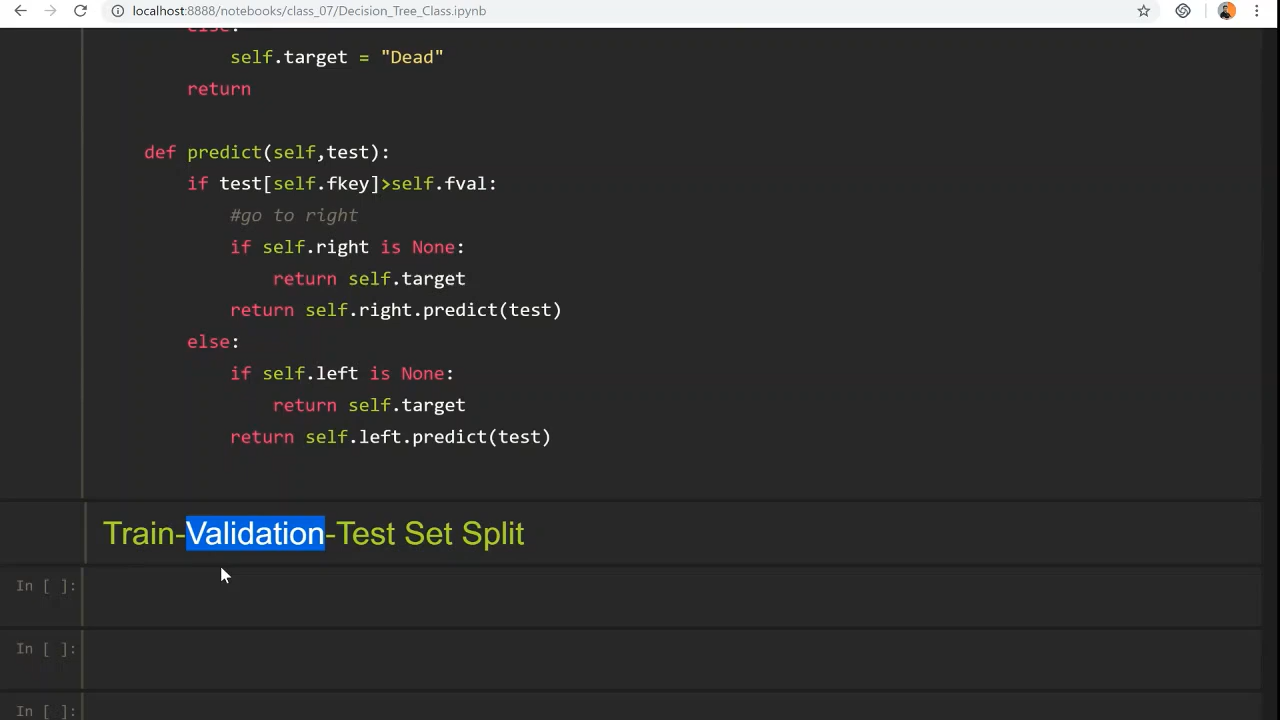 localhost:8888/notebooks/class_07/Decision_Tree_Class.ipynb
else:
self.target = "Dead"
return
def predict(self,test):
if test[self.fkey]>self.fval:
#go to right
if self.right is None:
return self.target
return self.right.predict(test)
else:
if self.left is None:
return self.target
return self.left.predict(test)
Train-Validation-Test Set Split
In [ ]:
In [ ]:
In [ ]: